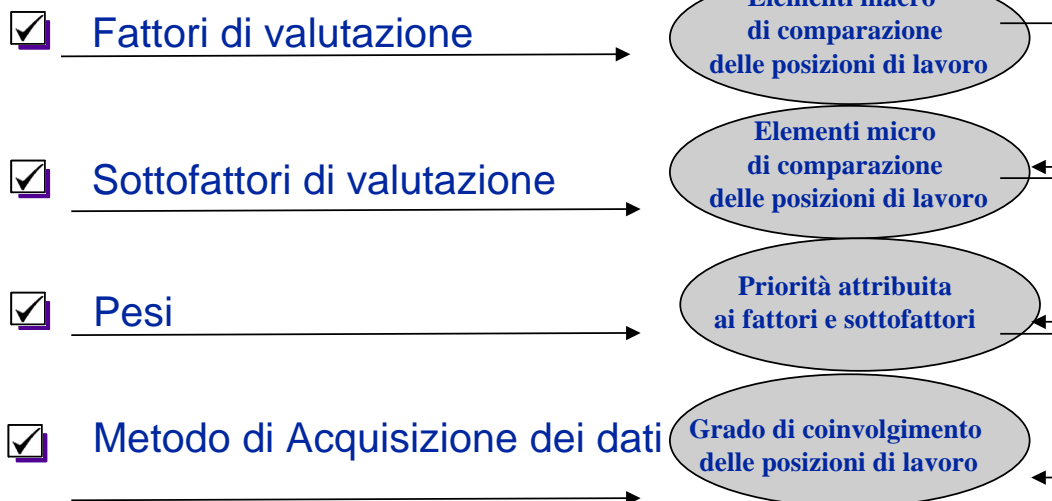 Fattori di valutazione
Elementi macro
di comparazione
delle posizioni di lavoro
Sottofattori di valutazione
Elementi micro
di comparazione
delle posizioni di lavoro
Pesi
Priorità attribuita
ai fattori e sottofattori
Metodo di Acquisizione dei dati
Grado di coinvolgimento
delle posizioni di lavoro